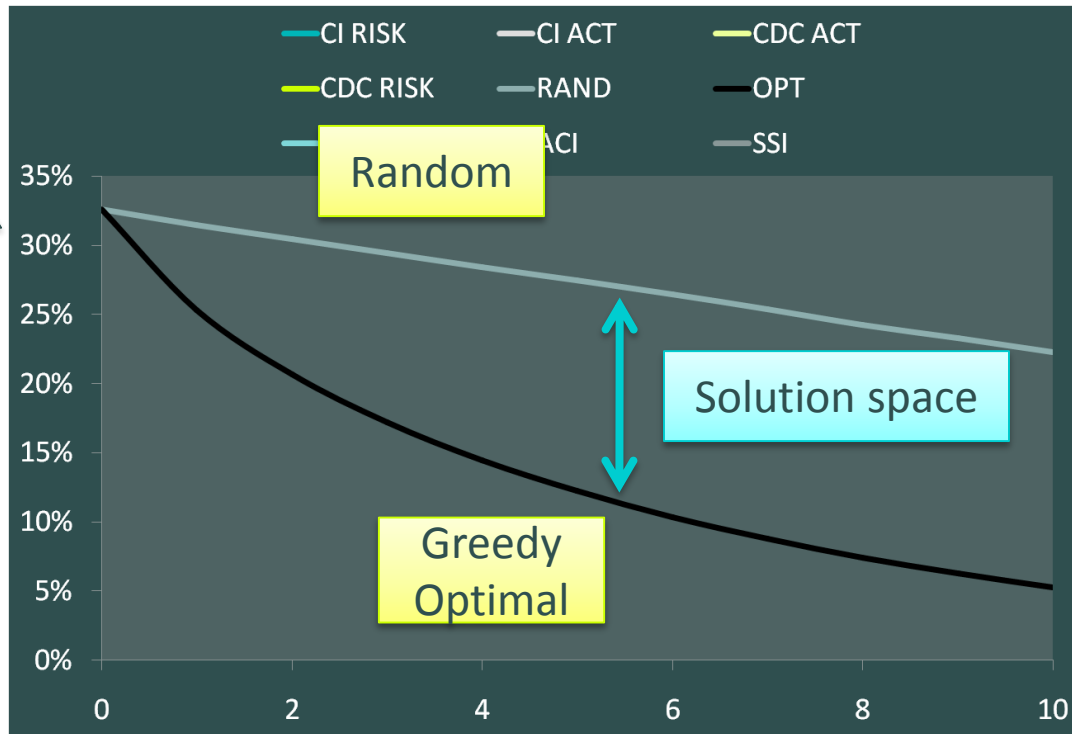 CI RISK CI ACT CDC ACT
CDC RISK RAND OPT
ACI SSI
Random
35%
30%
25%
20%
15%
10%
5%
0%
Solution space
Greedy
Optimal
0 2 4 6 8 10